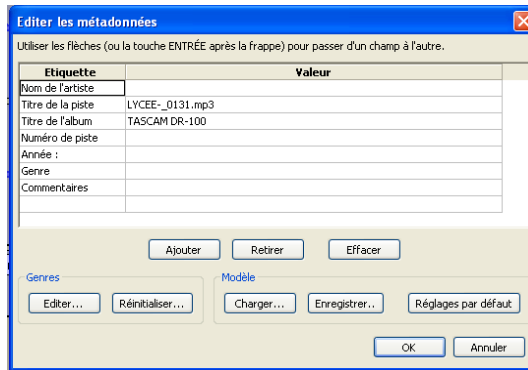 Editer les métadonnées
Utiliser les flèches (ou la touche ENTRÉE après la frappe) pour passer d'un champ à l'autre.
Etiquette Valeur
Nom de l'artiste
Titre de la piste LYCEE-_0131.mp3
Titre de l'album TASCAM DR-100
Numéro de piste
Année :
Genre
Commentaires
Ajouter Retirer Effacer
Genres Modèle
Editer... Réinitialiser... Charger... Enregistrer.. Réglages par défaut
OK Annuler